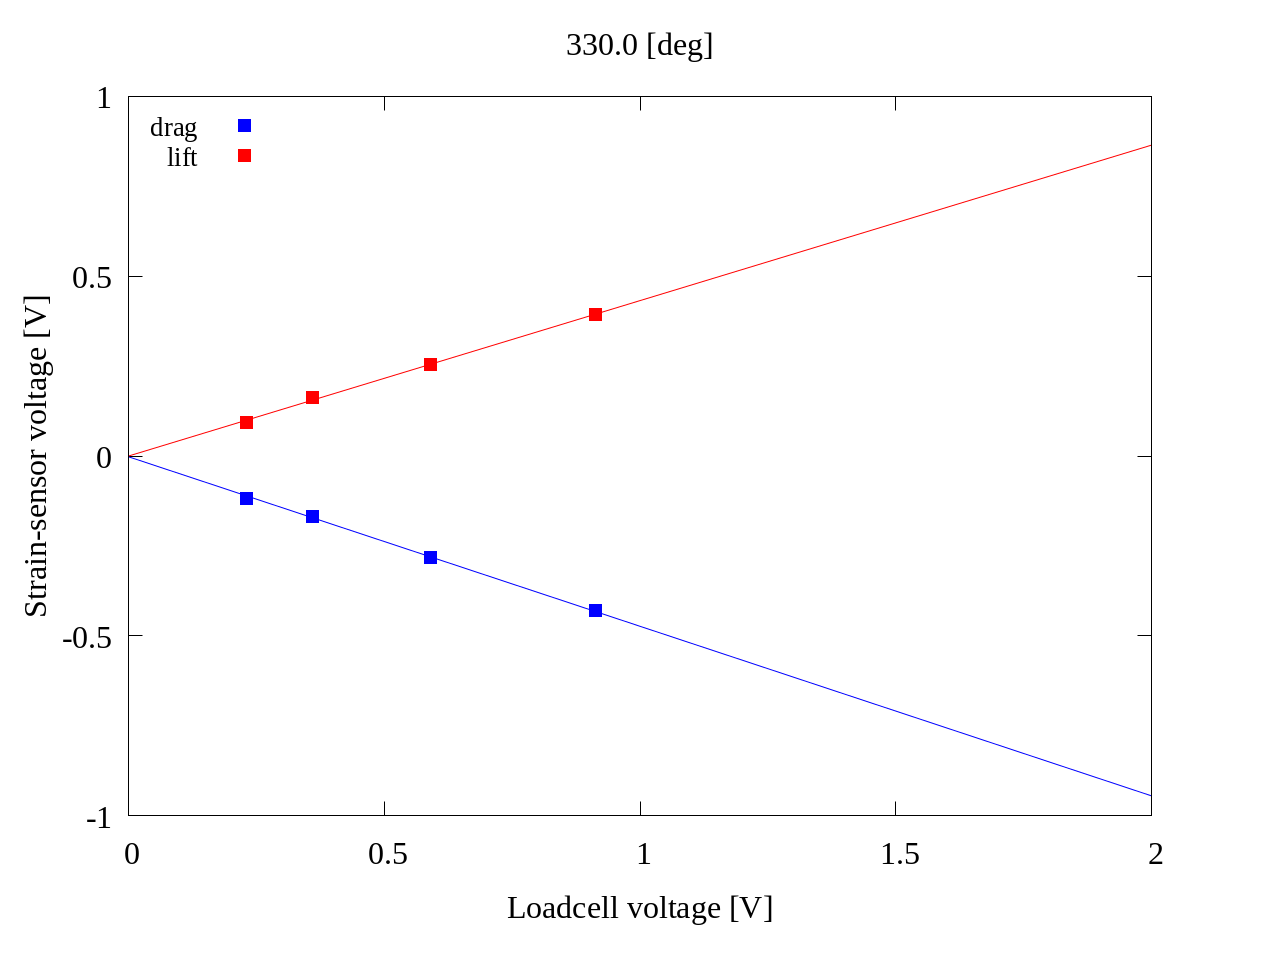 330.0 [deg]
drag
lift
1
0.5
0
-0.5
-1
Strain-sensor voltage [V]
0 0.5 1 1.5 2
Loadcell voltage [V]